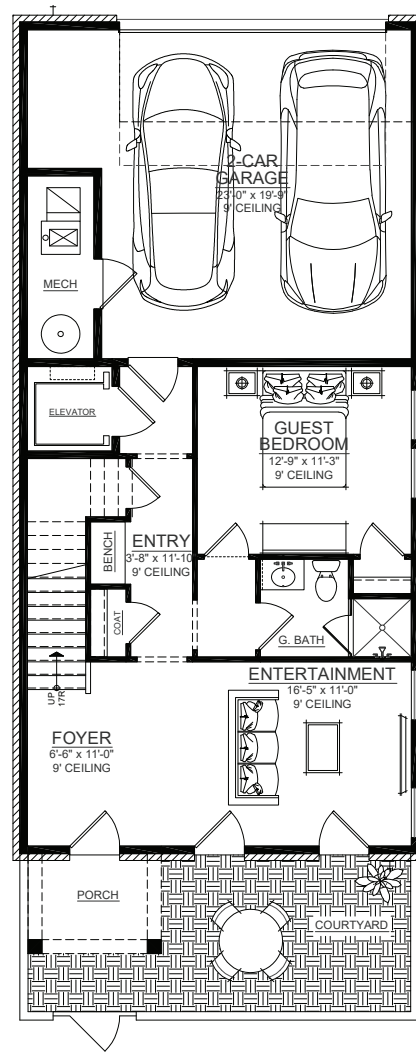 2-CAR
GARAGE
23'-0" x 19'-9"
9' CEILING
MECH
ELEVATOR
GUEST
BEDROOM
12'-9" x 11'-3"
9' CEILING
BENCH
ENTRY
3'-8" x 11'-10"
9' CEILING
COAT
G. BATH
UP
17R
ENTERTAINMENT
16'-5" x 11'-0"
9' CEILING
FOYER
6'-6" x 11'-0"
9' CEILING
PORCH
COURTYARD